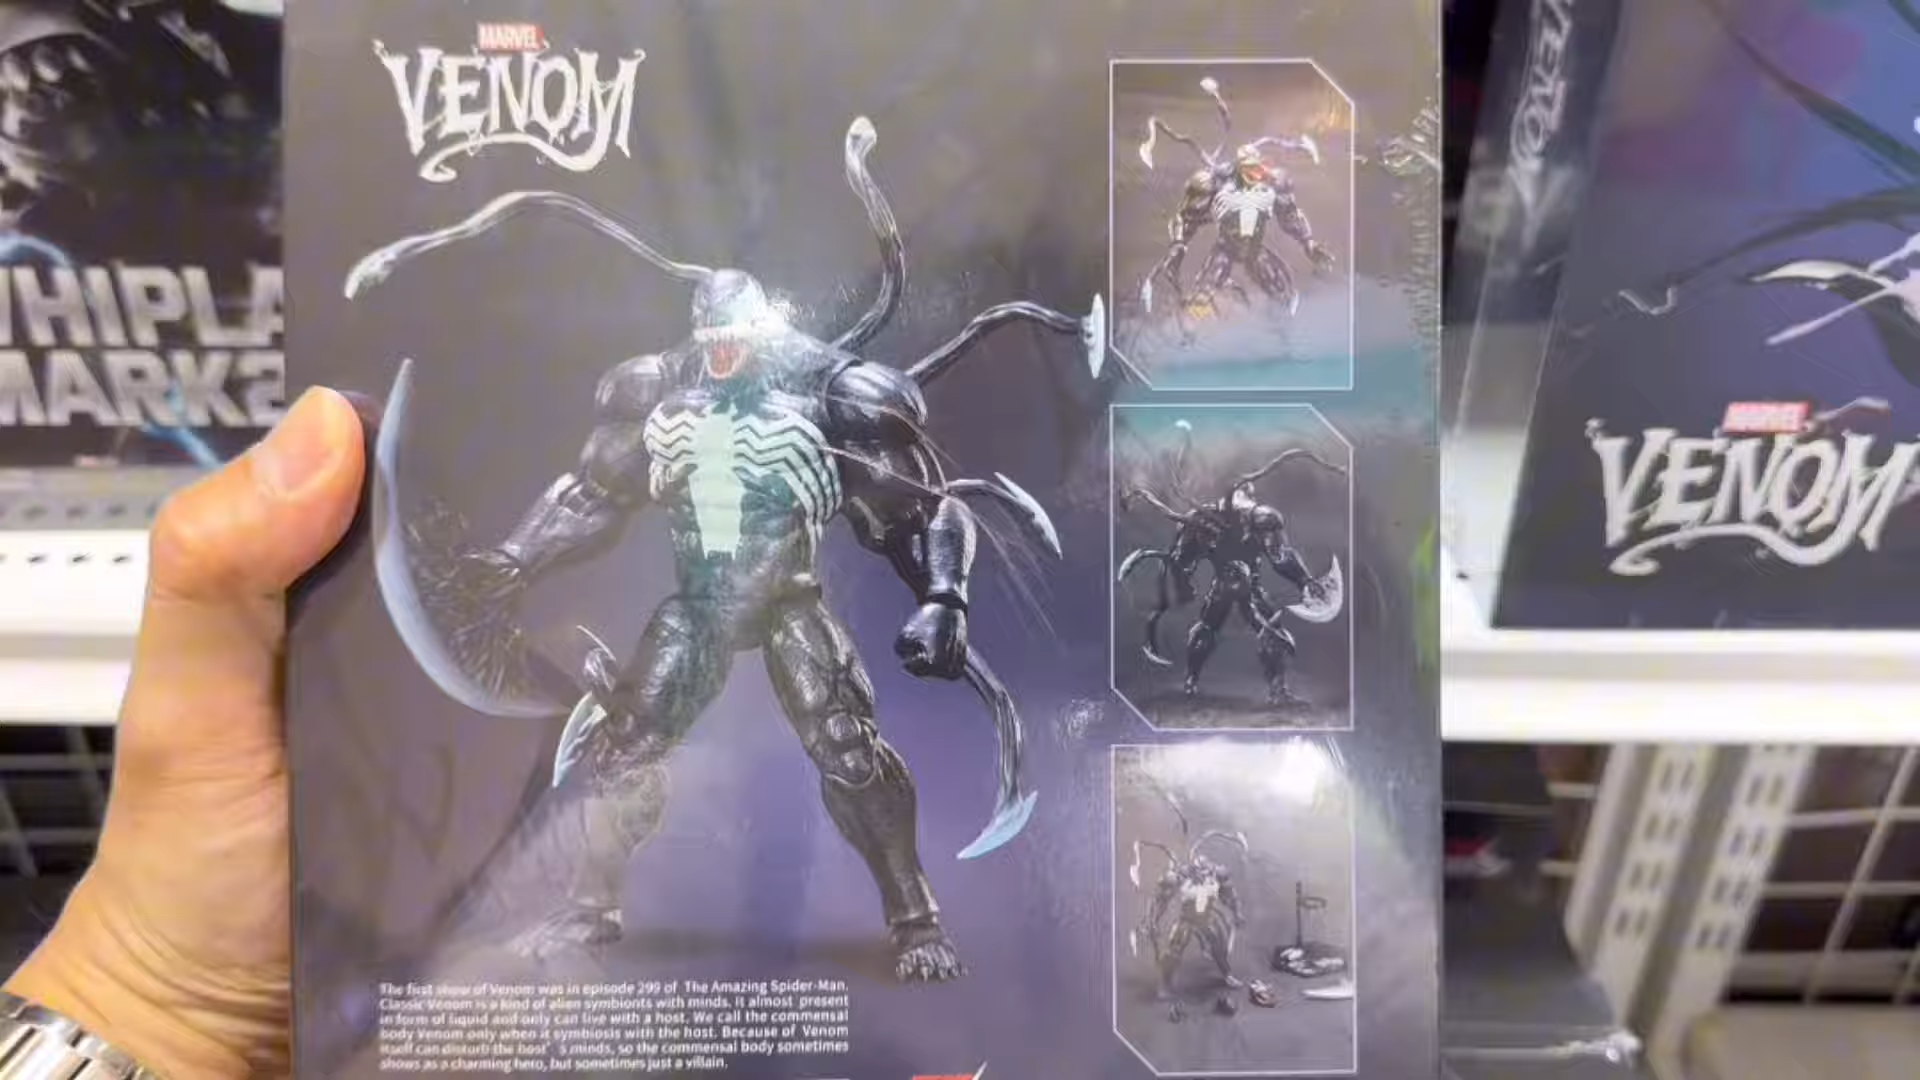 MARVEL
VENOM
The first show of Venom was in episode 299 of The Amazing Spider-Man.
Classic Venom is a kind of alien symbionts with minds. It almost present
in form of liquid and only can live with a host. We call the commensal
body Venom only when it symbiosis with the host. Because of Venom
itself can disturb the host's minds, so the commensal body sometimes
shows as a charming hero, but sometimes just a villain.
WHIPLA
MARK2
VENOM
MARVEL
VENOM